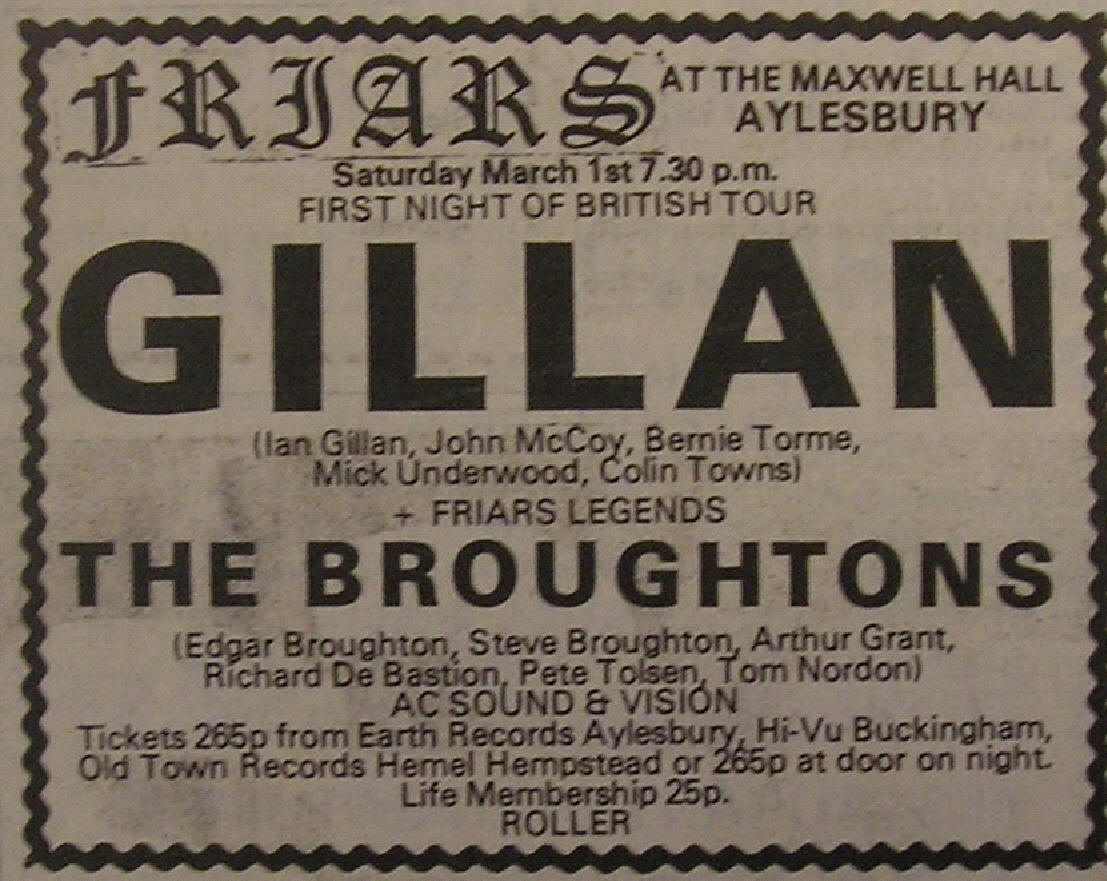 FRIARS AT THE MAXWELL HALL
AYLESBURY
Saturday March 1st 7.30 p.m.
FIRST NIGHT OF BRITISH TOUR
GILLAN
(Ian Gillan, John McCoy, Bernie Torme,
Mick Underwood, Colin Towns)
+ FRIARS LEGENDS
THE BROUGHTONS
(Edgar Broughton, Steve Broughton, Arthur Grant,
Richard De Bastion, Pete Tolsen, Tom Nordon)
AC SOUND & VISION
Tickets 265p from Earth Records Aylesbury, Hi-Vu Buckingham,
Old Town Records Hemel Hempstead or 265p at door on night.
Life Membership 25p.
ROLLER